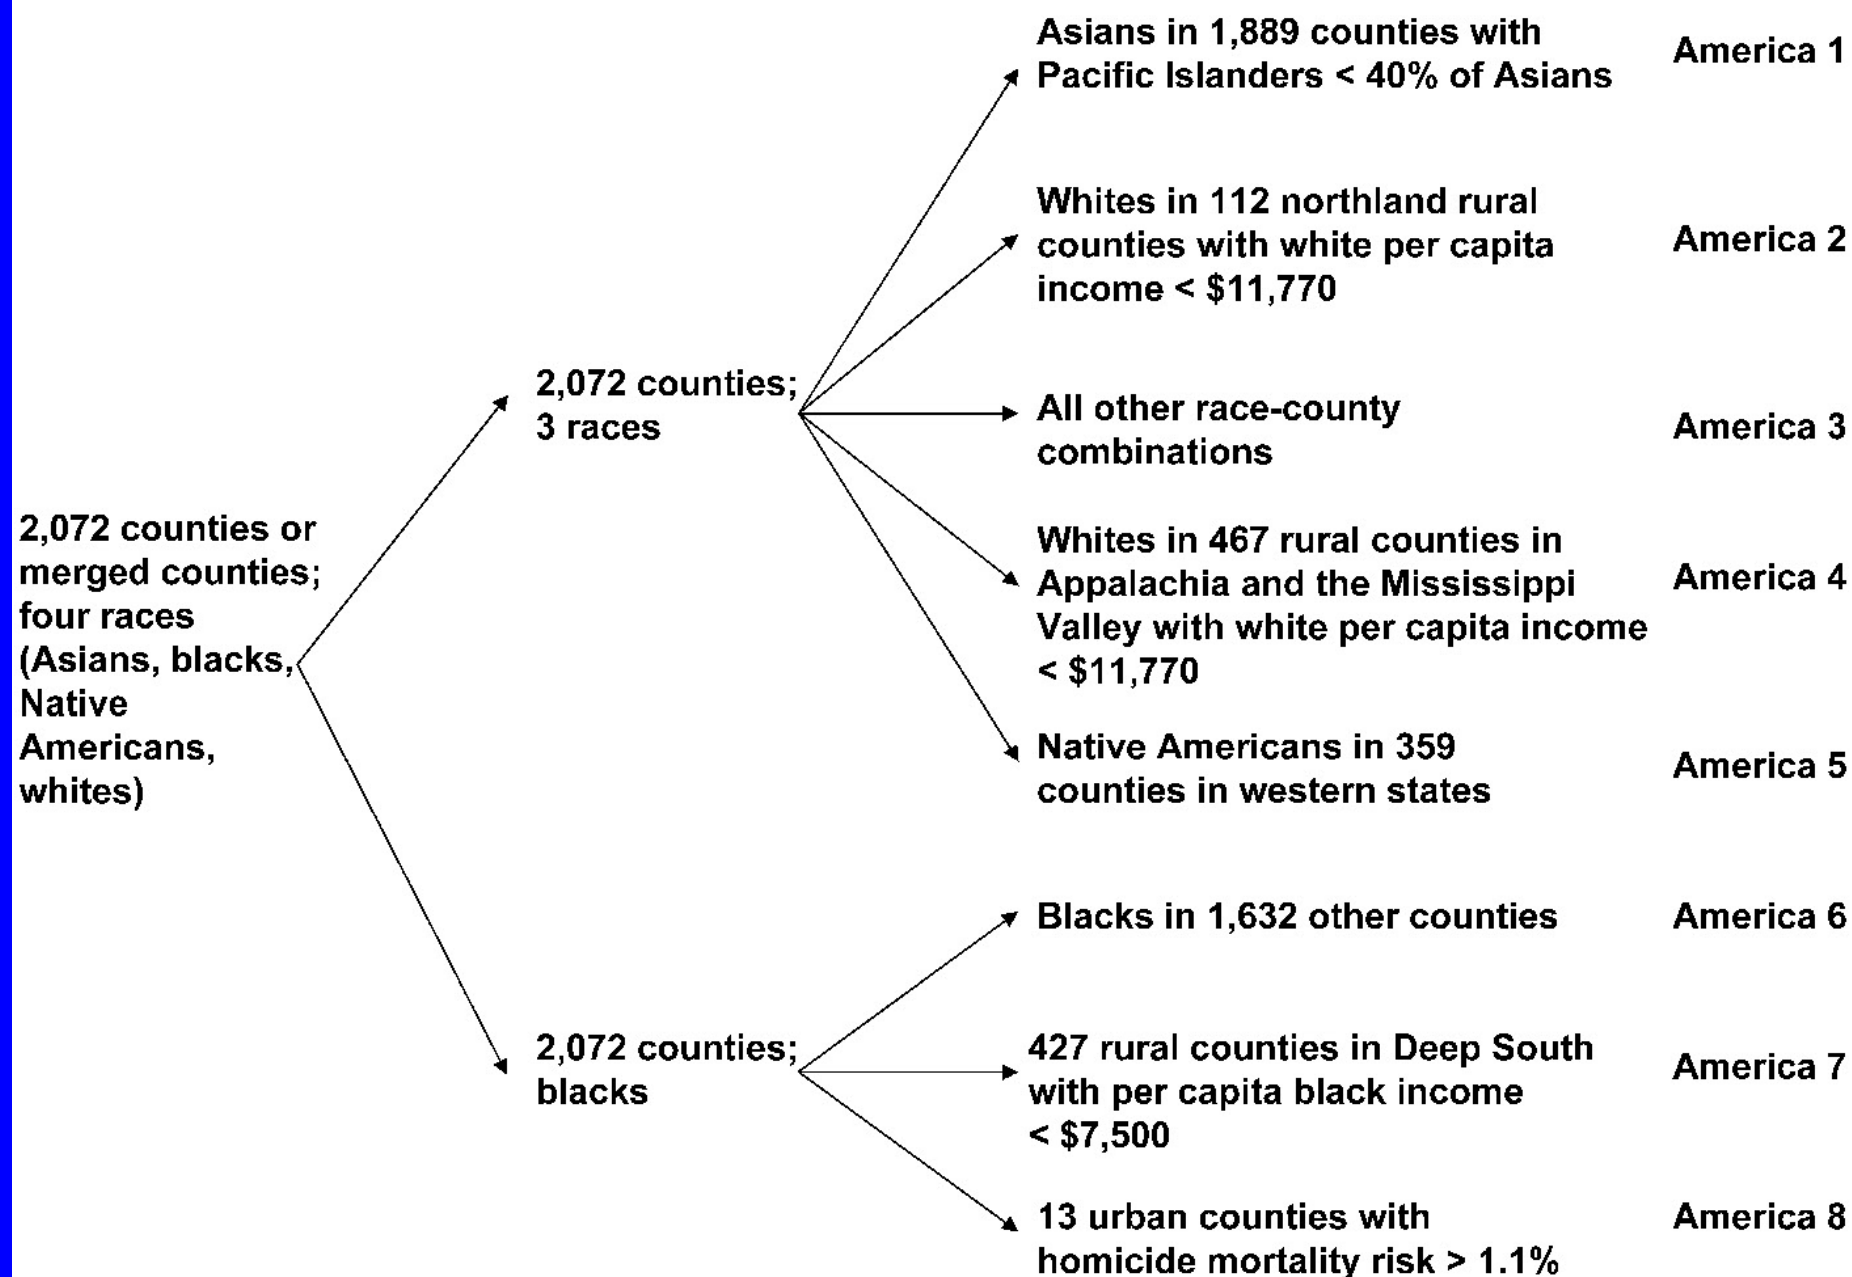 2,072 counties or
merged counties;
four races
(Asians, blacks,
Native
Americans,
whites)
2,072 counties;
3 races
Asians in 1,889 counties with
Pacific Islanders < 40% of Asians
America 1
Whites in 112 northland rural
counties with white per capita
income < $11,770
America 2
All other race-county
combinations
America 3
Whites in 467 rural counties in
Appalachia and the Mississippi
Valley with white per capita income
< $11,770
America 4
Native Americans in 359
counties in western states
America 5
2,072 counties;
blacks
Blacks in 1,632 other counties
America 6
427 rural counties in Deep South
with per capita black income
< $7,500
America 7
13 urban counties with
homicide mortality risk > 1.1%
America 8